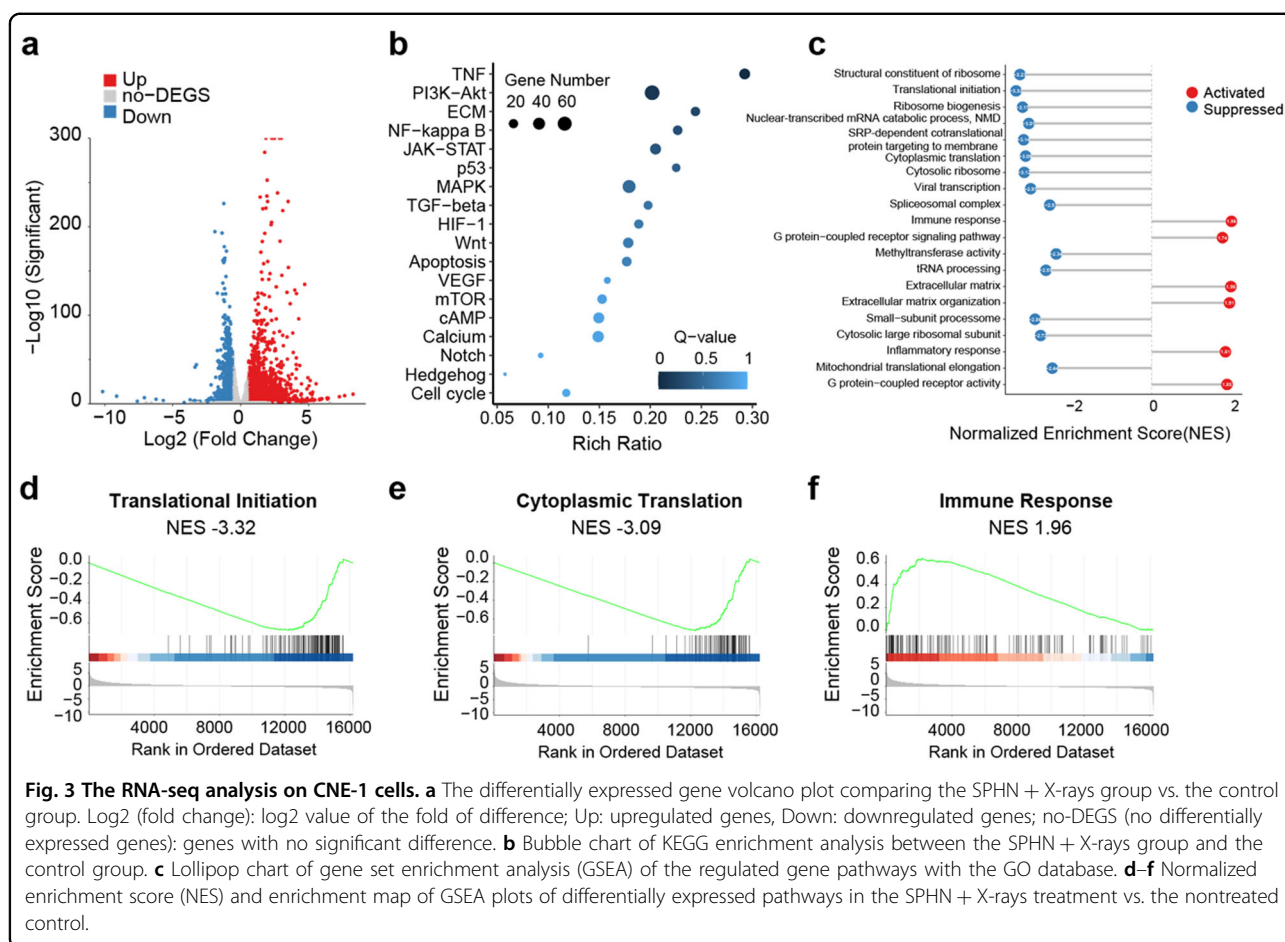 a
Up
no-DEGS
Down
300
200
100
0
−Log10 (Significant)
−10
−5
0
5
Log2 (Fold Change)
b
TNF
PI3K−Akt
ECM
NF−kappa B
JAK−STAT
p53
MAPK
TGF−beta
HIF−1
Wnt
Apoptosis
VEGF
mTOR
cAMP
Calcium
Notch
Hedgehog
Cell cycle
Gene Number
20 40 60
Q−value
0 0.5 1
0.05 0.10 0.15 0.20 0.25 0.30
Rich Ratio
c
Structural constituent of ribosome
Translational initiation
Ribosome biogenesis
Nuclear−transcribed mRNA catabolic process, NMD
SRP−dependent cotranslational
protein targeting to membrane
Cytoplasmic translation
Cytosolic ribosome
Viral transcription
Spliceosomal complex
Immune response
G protein−coupled receptor signaling pathway
Methyltransferase activity
tRNA processing
Extracellular matrix
Extracellular matrix organization
Small−subunit processome
Cytosolic large ribosomal subunit
Inflammatory response
Mitochondrial translational elongation
G protein−coupled receptor activity
Activated
Suppressed
1.96
1.74
1.91
1.81
−2 0 2
Normalized Enrichment Score(NES)
d
Translational Initiation
NES -3.32
Enrichment Score
0.0
−0.2
−0.4
−0.6
5
0
−5
−10
4000 8000 12000 16000
Rank in Ordered Dataset
e
Cytoplasmic Translation
NES -3.09
Enrichment Score
0.0
−0.2
−0.4
−0.6
5
0
−5
−10
4000 8000 12000 16000
Rank in Ordered Dataset
f
Immune Response
NES 1.96
Enrichment Score
0.6
0.4
0.2
0.0
5
0
−5
−10
4000 8000 12000 16000
Rank in Ordered Dataset
Fig. 3 The RNA-seq analysis on CNE-1 cells. a The differentially expressed gene volcano plot comparing the SPHN + X-rays group vs. the control
group. Log2 (fold change): log2 value of the fold of difference; Up: upregulated genes, Down: downregulated genes; no-DEGS (no differentially
expressed genes): genes with no significant difference. b Bubble chart of KEGG enrichment analysis between the SPHN + X-rays group and the
control group. c Lollipop chart of gene set enrichment analysis (GSEA) of the regulated gene pathways with the GO database. d–f Normalized
enrichment score (NES) and enrichment map of GSEA plots of differentially expressed pathways in the SPHN + X-rays treatment vs. the nontreated
control.